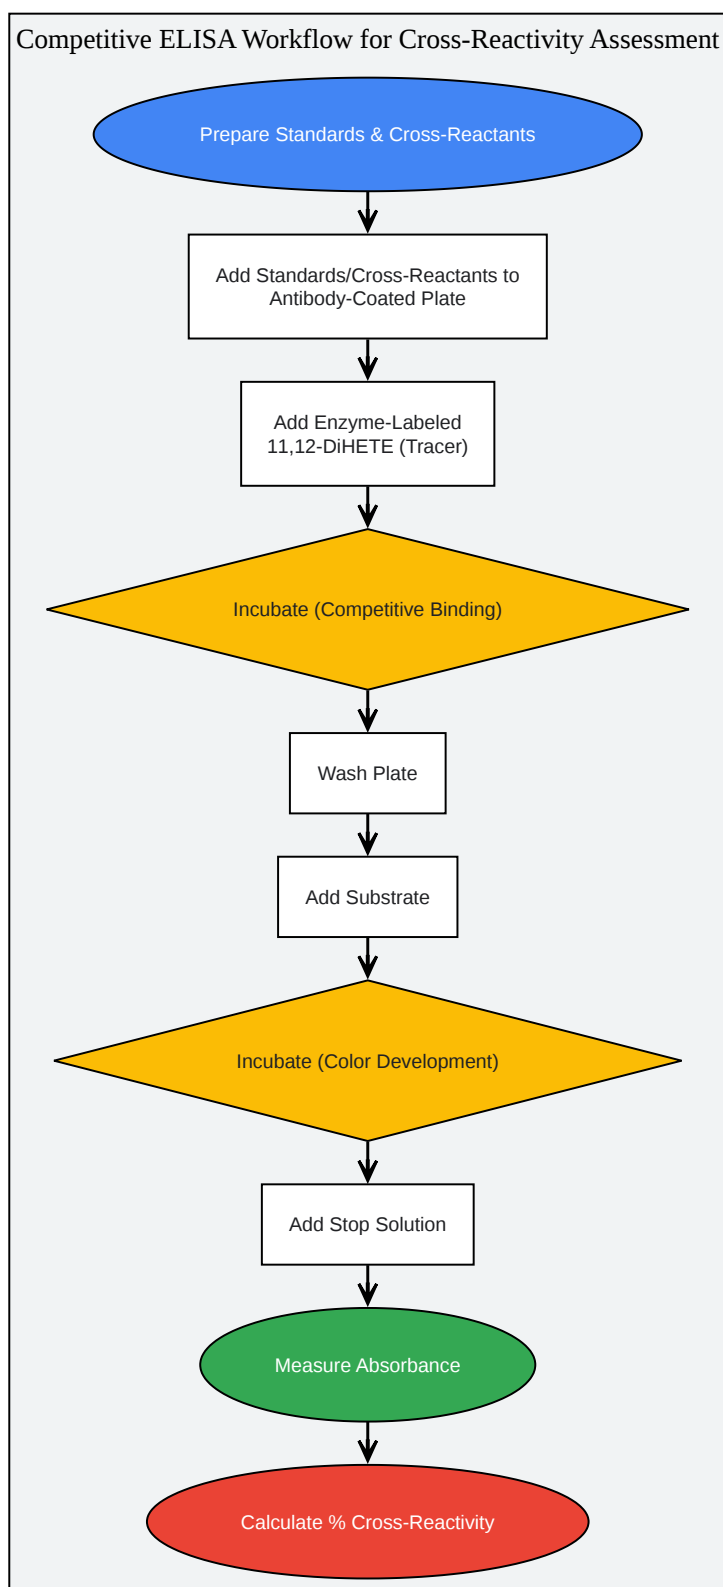 Competitive ELISA Workflow for Cross-Reactivity Assessment
Prepare Standards & Cross-Reactants
Add Standards/Cross-Reactants to
Antibody-Coated Plate
Add Enzyme-Labeled
11,12-DiHETE (Tracer)
Incubate (Competitive Binding)
Wash Plate
Add Substrate
Incubate (Color Development)
Add Stop Solution
Measure Absorbance
Calculate % Cross-Reactivity